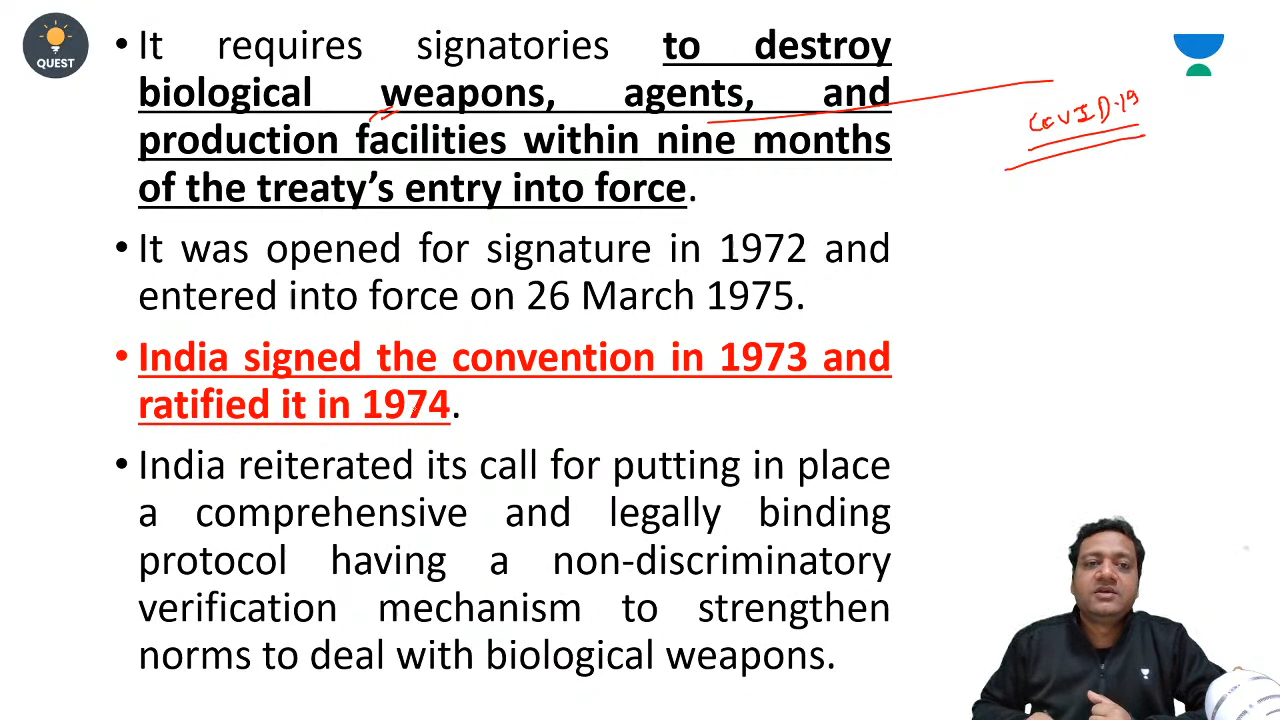 QUEST
• It requires signatories to destroy
biological weapons, agents, and
production facilities within nine months
of the treaty's entry into force.
COVID-19
• It was opened for signature in 1972 and
entered into force on 26 March 1975.
• India signed the convention in 1973 and
ratified it in 1974.
• India reiterated its call for putting in place
a comprehensive and legally binding
protocol having a non-discriminatory
verification mechanism to strengthen
norms to deal with biological weapons.